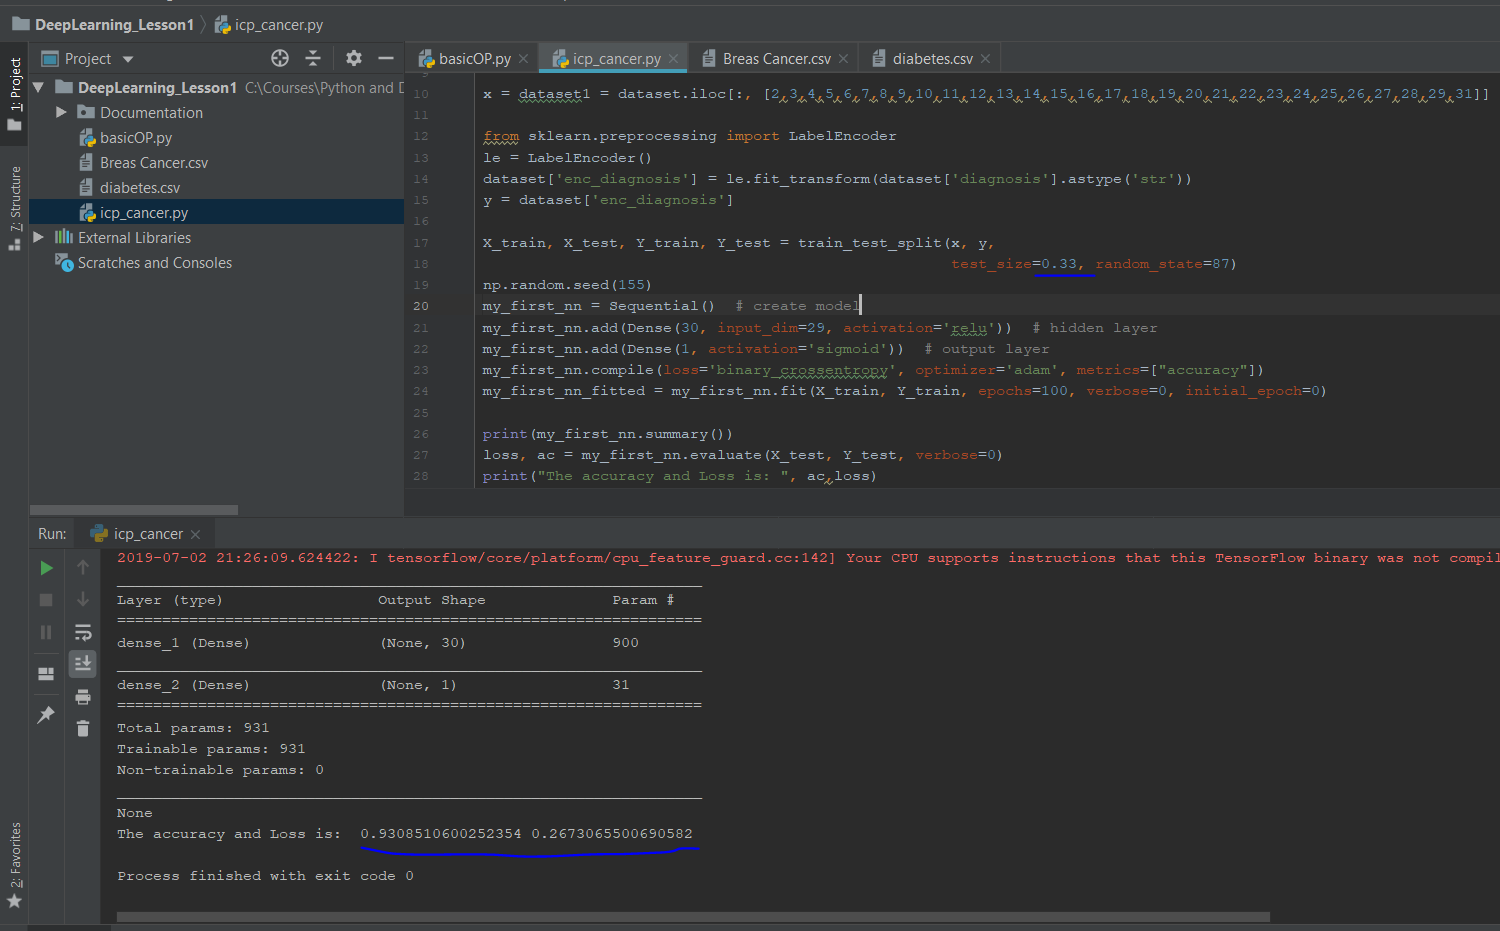 DeepLearning_Lesson1 icp_cancer.py
1: Project
7: Structure
2: Favorites
Project
DeepLearning_Lesson1 C:\Courses\Python and D
Documentation
basicOP.py
Breas Cancer.csv
diabetes.csv
icp_cancer.py
External Libraries
Scratches and Consoles
basicOP.py icp_cancer.py Breas Cancer.csv diabetes.csv
10 x = dataset1 = dataset.iloc[:, [2,3,4,5,6,7,8,9,10,11,12,13,14,15,16,17,18,19,20,21,22,23,24,25,26,27,28,29,31]]
11
12 from sklearn.preprocessing import LabelEncoder
13 le = LabelEncoder()
14 dataset['enc_diagnosis'] = le.fit_transform(dataset['diagnosis'].astype('str'))
15 y = dataset['enc_diagnosis']
16
17 X_train, X_test, Y_train, Y_test = train_test_split(x, y,
18 test_size=0.33, random_state=87)
19 np.random.seed(155)
20 my_first_nn = Sequential() # create model
21 my_first_nn.add(Dense(30, input_dim=29, activation='relu')) # hidden layer
22 my_first_nn.add(Dense(1, activation='sigmoid')) # output layer
23 my_first_nn.compile(loss='binary_crossentropy', optimizer='adam', metrics=["accuracy"])
24 my_first_nn_fitted = my_first_nn.fit(X_train, Y_train, epochs=100, verbose=0, initial_epoch=0)
25
26 print(my_first_nn.summary())
27 loss, ac = my_first_nn.evaluate(X_test, Y_test, verbose=0)
28 print("The accuracy and Loss is: ", ac,loss)
Run: icp_cancer
2019-07-02 21:26:09.624422: I tensorflow/core/platform/cpu_feature_guard.cc:142] Your CPU supports instructions that this TensorFlow binary was not compil
_________________________________________________________________
Layer (type) Output Shape Param #
=================================================================
dense_1 (Dense) (None, 30) 900
_________________________________________________________________
dense_2 (Dense) (None, 1) 31
=================================================================
Total params: 931
Trainable params: 931
Non-trainable params: 0
_________________________________________________________________
None
The accuracy and Loss is: 0.9308510600252354 0.2673065500690582
Process finished with exit code 0